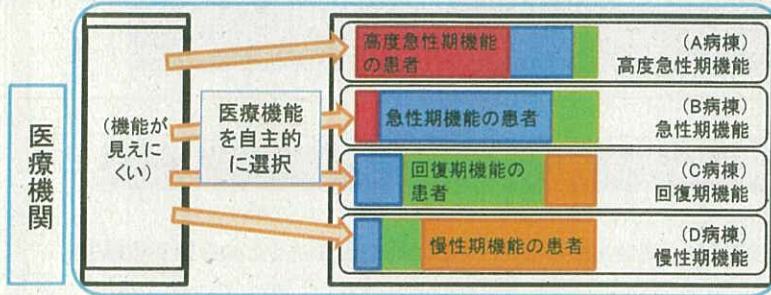 医療機関
(機能が
見えに
くい)
医療機能
を自主的
に選択
高度急性期機能
の患者
(A病棟)
高度急性期機能
急性期機能の患者
(B病棟)
急性期機能
回復期機能の
患者
(C病棟)
回復期機能
慢性期機能の患者
(D病棟)
慢性期機能